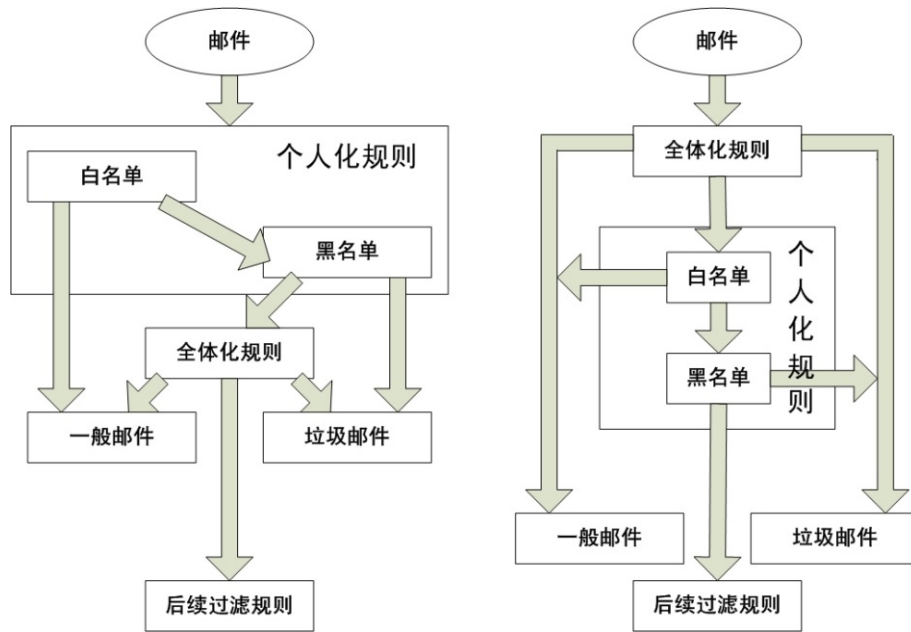 邮件
个人化规则
白名单
黑名单
全体化规则
一般邮件
垃圾邮件
后续过滤规则
邮件
全体化规则
个人化规则
白名单
黑名单
一般邮件
垃圾邮件
后续过滤规则